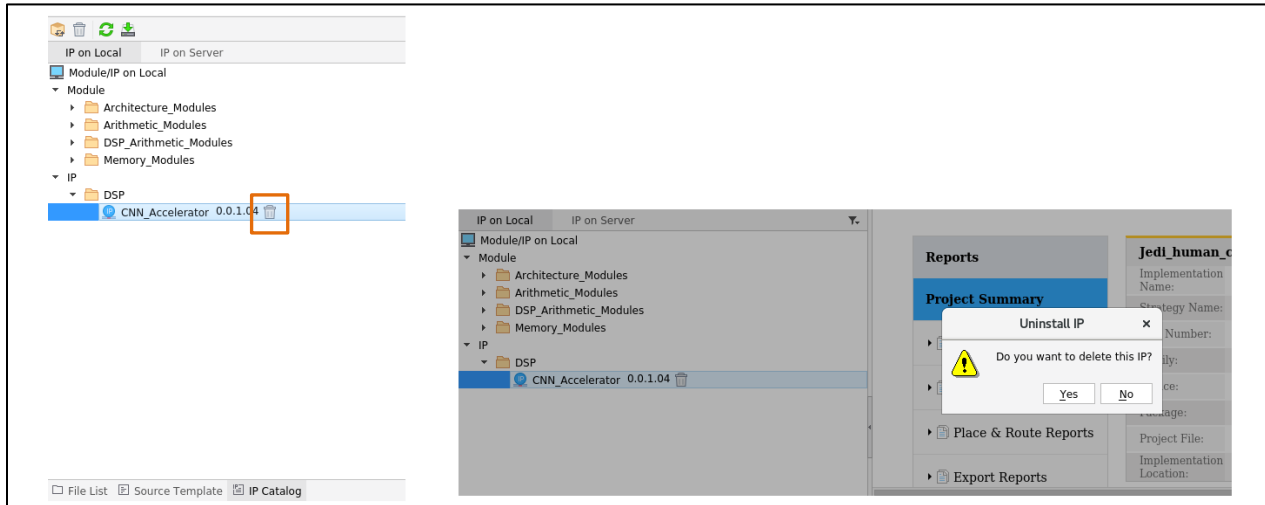 IP on Local IP on Server
Module/IP on Local
Module
Architecture_Modules
Arithmetic_Modules
DSP_Arithmetic_Modules
Memory_Modules
IP
DSP
CNN_Accelerator 0.0.1.04
File List Source Template IP Catalog
IP on Local IP on Server
Module/IP on Local
Module
Architecture_Modules
Arithmetic_Modules
DSP_Arithmetic_Modules
Memory_Modules
IP
DSP
CNN_Accelerator 0.0.1.04
Reports
Project Summary
Place & Route Reports
Export Reports
Jedi_human_c
Implementation
Name:
Strategy Name:
Number:
Package:
Project File:
Implementation
Location:
Uninstall IP
Do you want to delete this IP?
Yes No